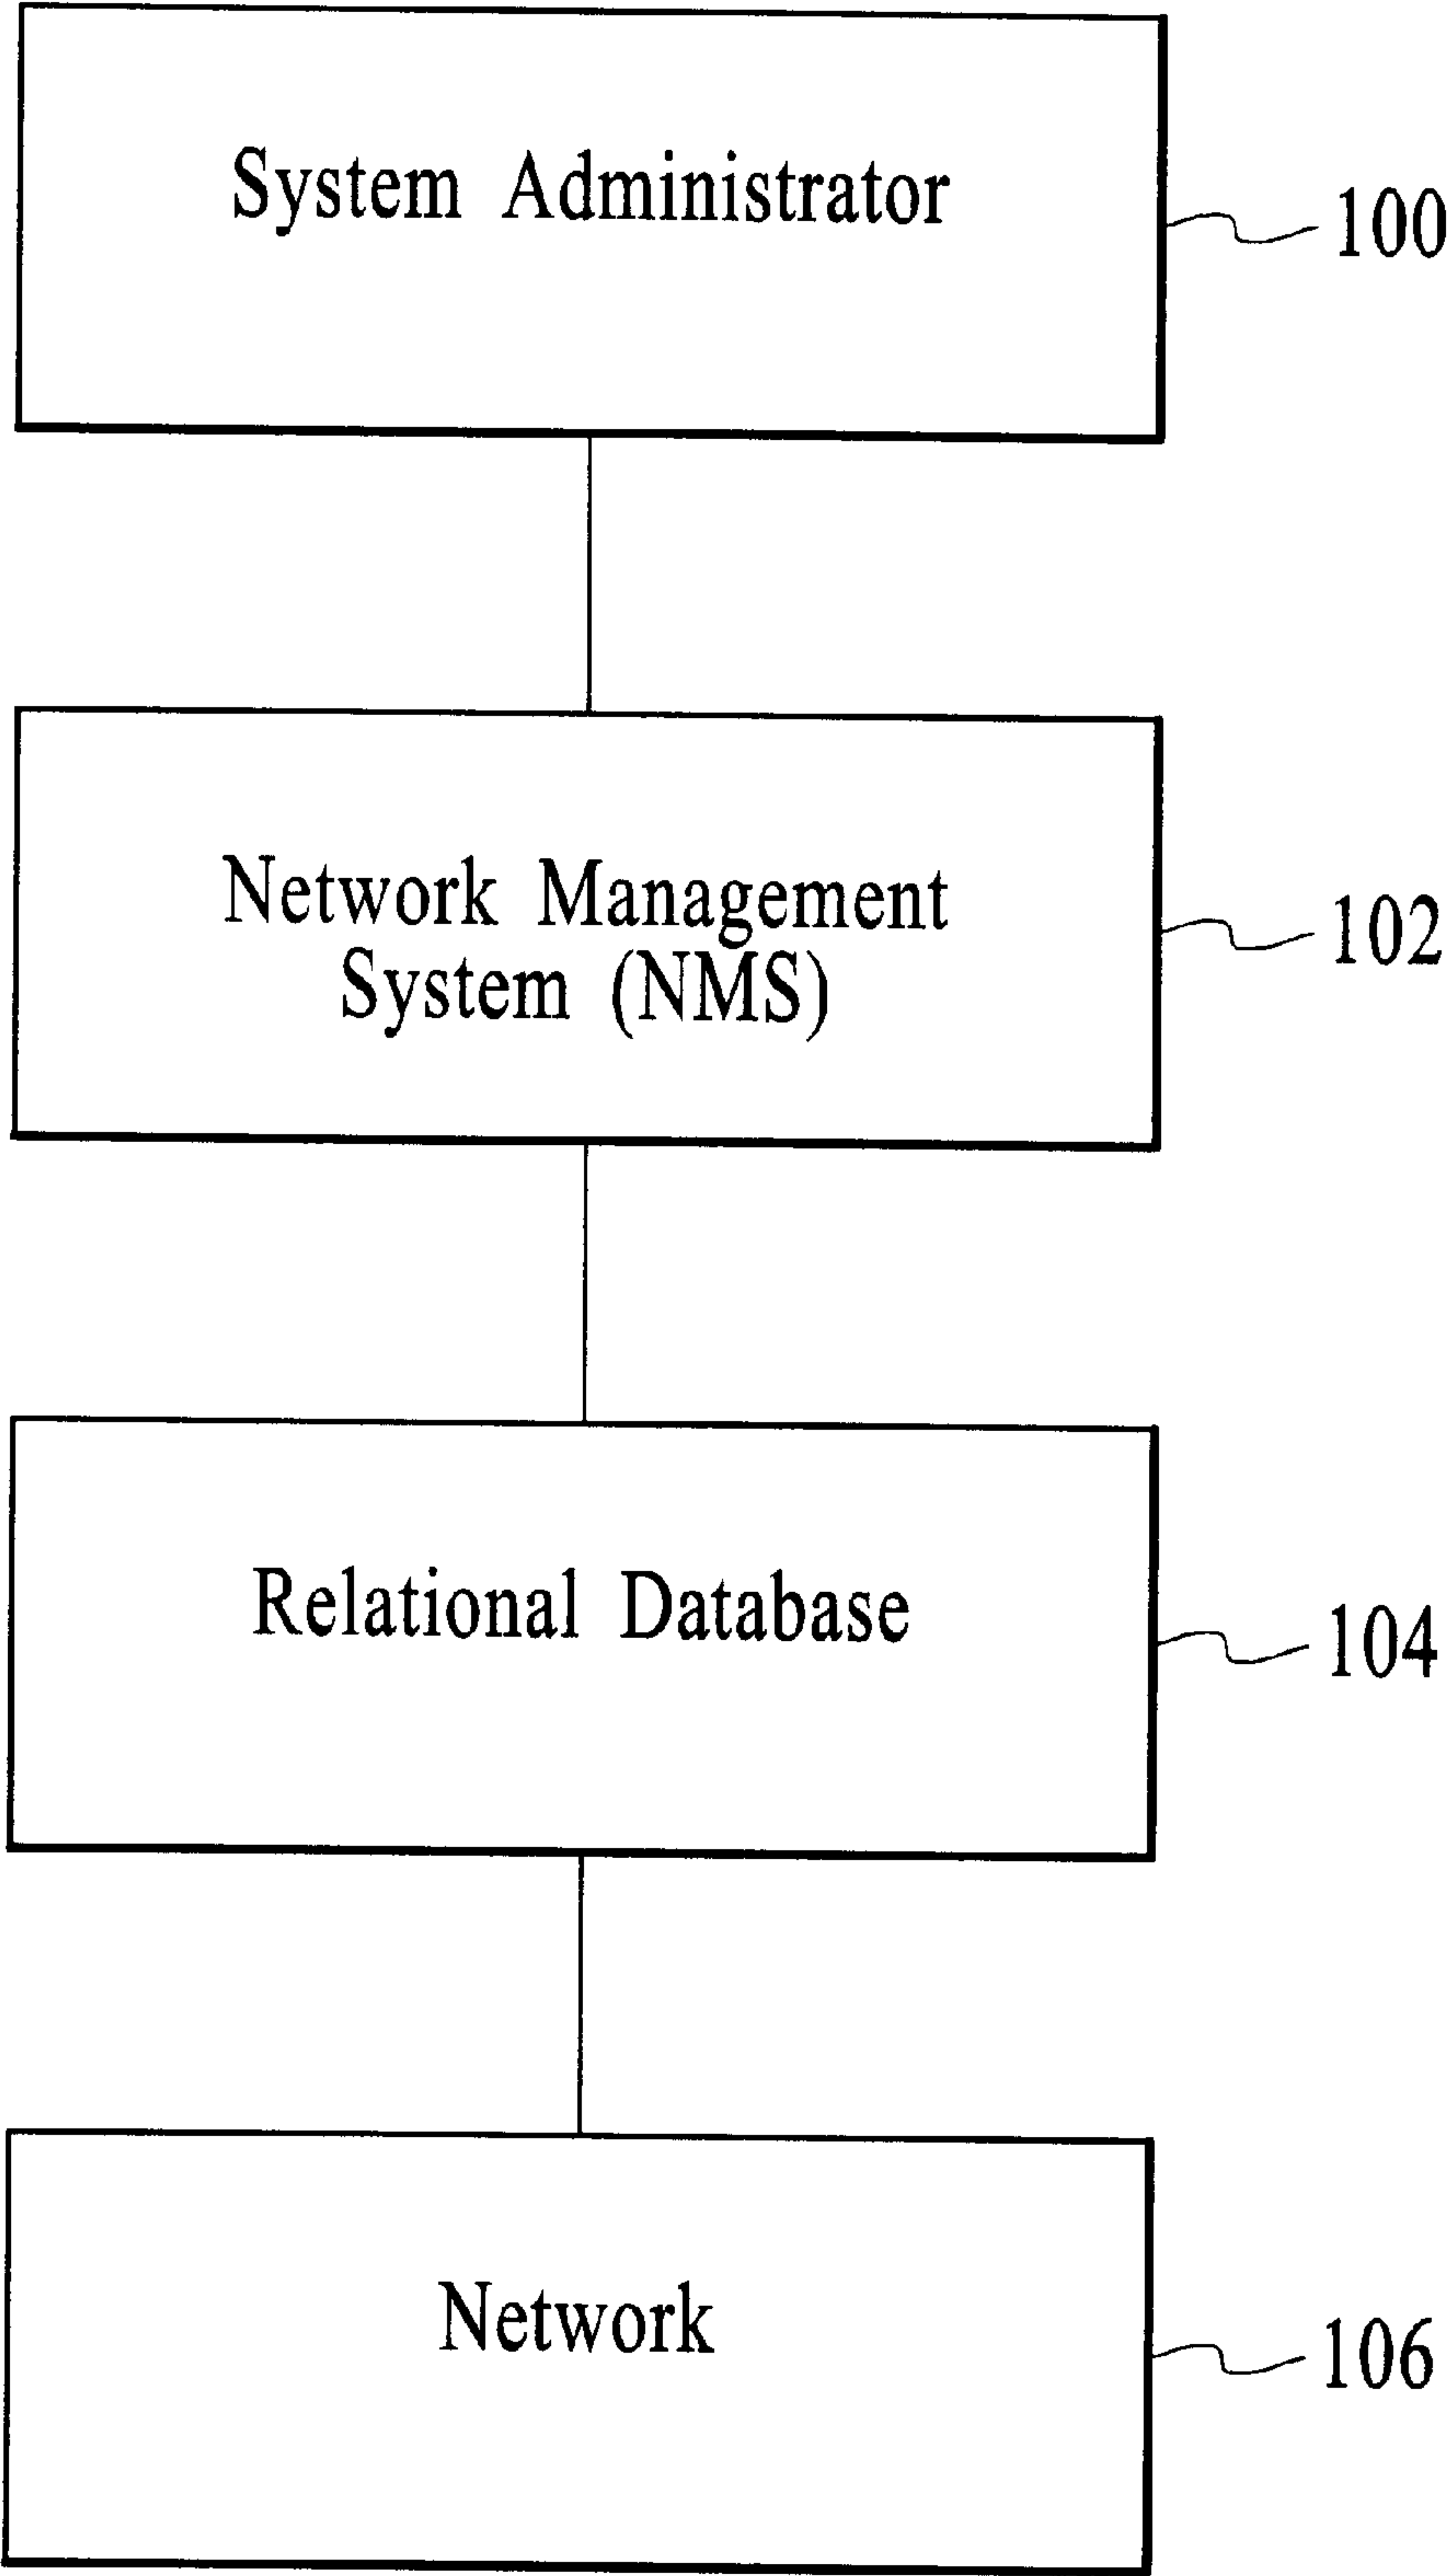 System Administrator
100
Network Management
System (NMS)
102
Relational Database
104
Network
106